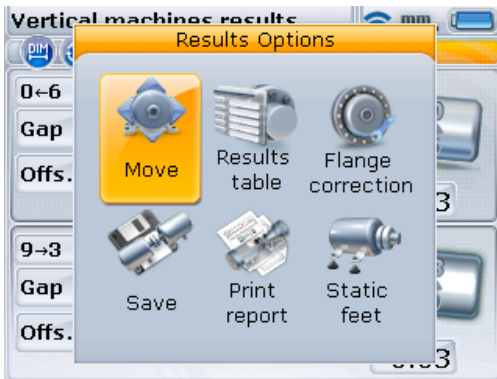 Vertical machines results
mm
DIM
Results Options
0←6
Gap
Offs.
Move
Results
table
Flange
correction
3
9→3
Gap
Offs.
Save
Print
report
Static
feet